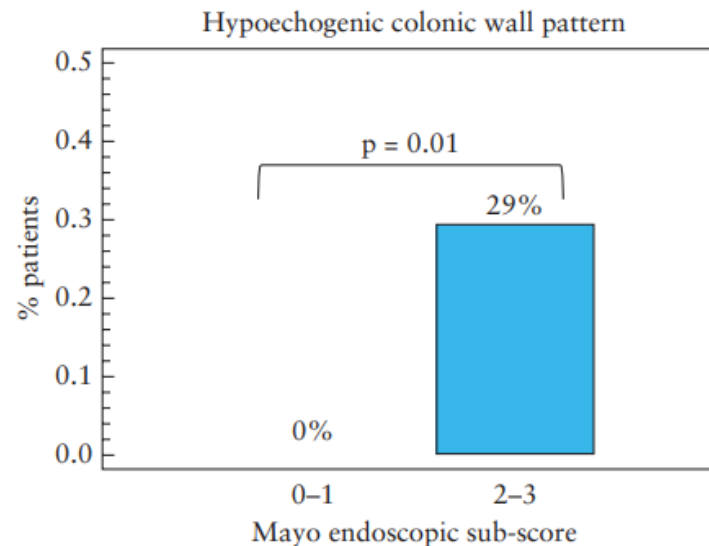 Hypoechogenic colonic wall pattern
0.5
0.4
0.3
0.2
0.1
0.0
% patients
p = 0.01
29%
0%
0–1
2–3
Mayo endoscopic sub-score